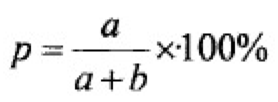 p = a / (a + b) ×·100%